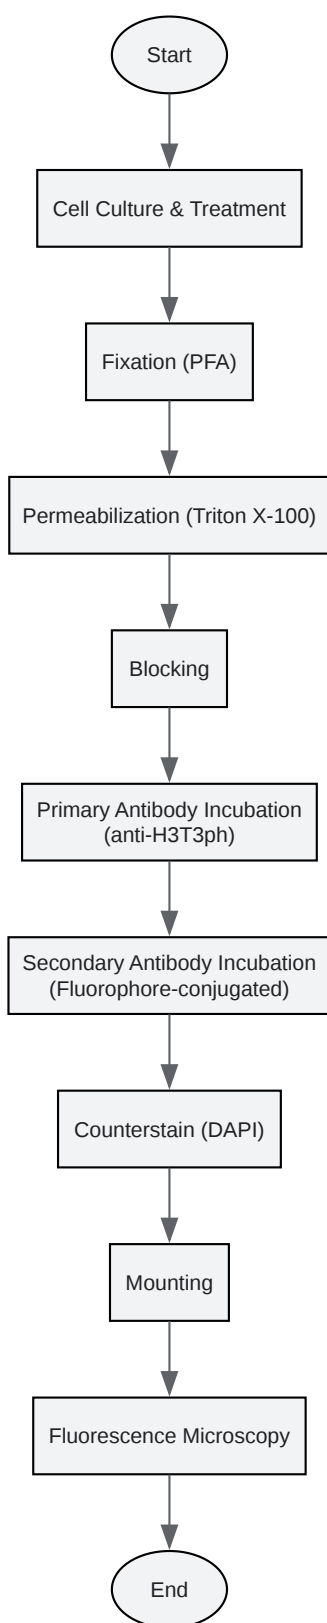 Start
Cell Culture & Treatment
Fixation (PFA)
Permeabilization (Triton X-100)
Blocking
Primary Antibody Incubation
(anti-H3T3ph)
Secondary Antibody Incubation
(Fluorophore-conjugated)
Counterstain (DAPI)
Mounting
Fluorescence Microscopy
End